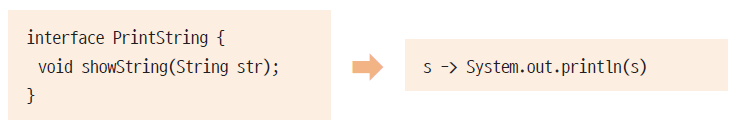 interface PrintString {
void showString(String str);
}
s -> System.out.println(s)